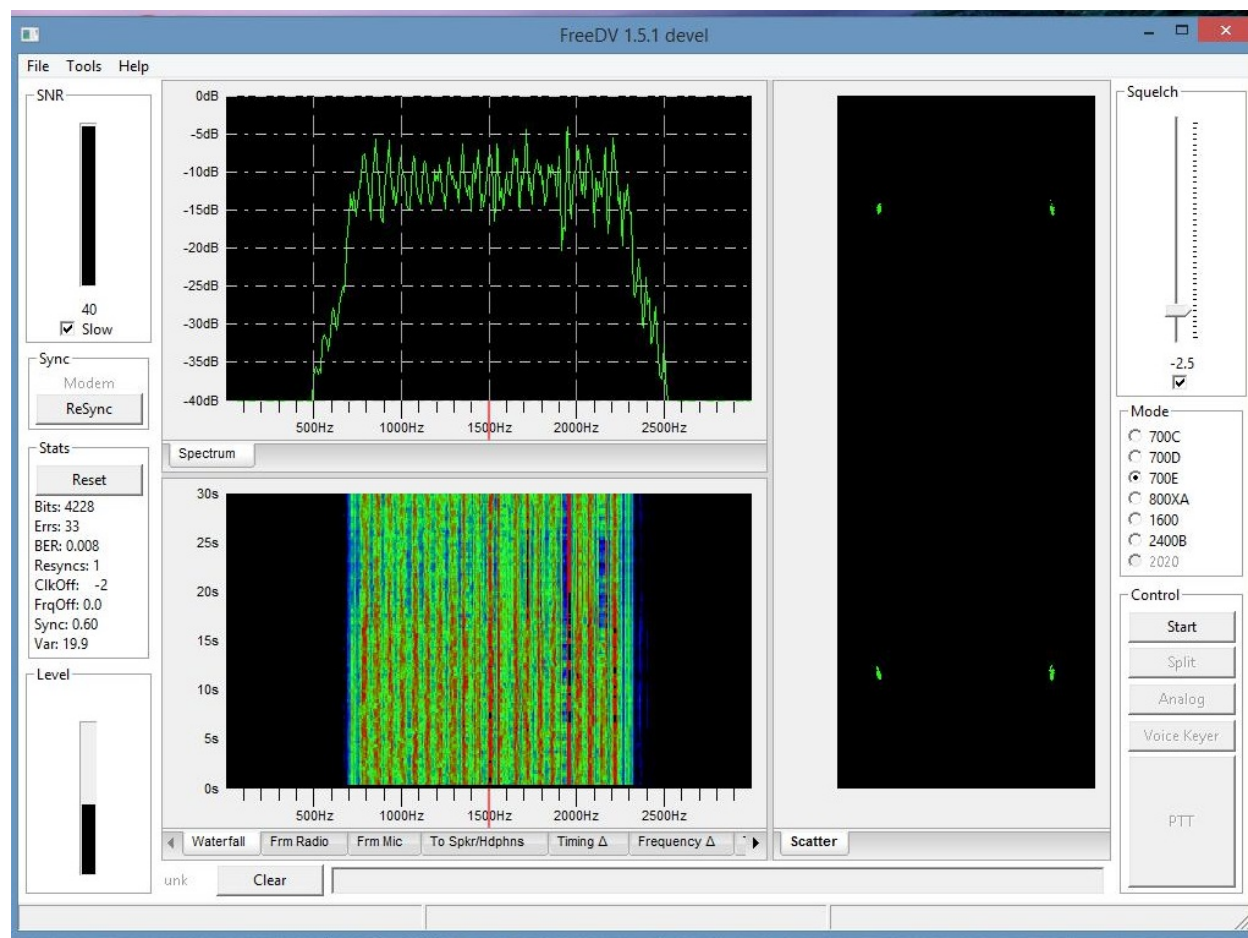 FreeDV 1.5.1 devel
File Tools Help
SNR
40
Slow
Sync
Modem
ReSync
Stats
Reset
Bits: 4228
Errs: 33
BER: 0.008
Resyncs: 1
ClkOff: -2
FrqOff: 0.0
Sync: 0.60
Var: 19.9
Level
0dB
-5dB
-10dB
-15dB
-20dB
-25dB
-30dB
-35dB
-40dB
500Hz 1000Hz 1500Hz 2000Hz 2500Hz
Spectrum
30s
25s
20s
15s
10s
5s
0s
500Hz 1000Hz 1500Hz 2000Hz 2500Hz
Waterfall Frm Radio Frm Mic To Spkr/Hdphns Timing Δ Frequency Δ
Scatter
Squelch
-2.5
Mode
700C
700D
700E
800XA
1600
2400B
2020
Control
Start
Split
Analog
Voice Keyer
PTT
unk Clear